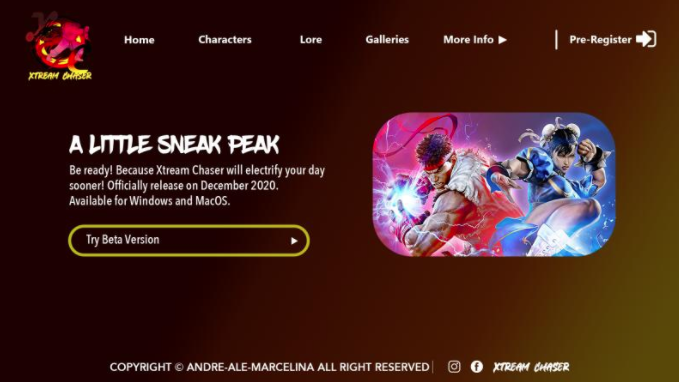 XTREAM CHASER
Home
Characters
Lore
Galleries
More Info ▶
Pre-Register
A LITTLE SNEAK PEAK
Be ready! Because Xtream Chaser will electrify your day
sooner! Officially release on December 2020.
Available for Windows and MacOS.
Try Beta Version
COPYRIGHT © ANDRE-ALE-MARCELINA ALL RIGHT RESERVED
XTREAM CHASER